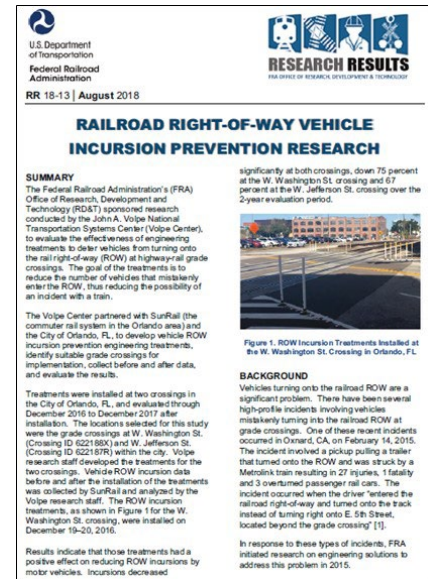 U.S. Department
of Transportation
Federal Railroad
Administration
RESEARCH RESULTS
FRA OFFICE OF RESEARCH, DEVELOPMENT & TECHNOLOGY
RR 18-13 | August 2018
RAILROAD RIGHT-OF-WAY VEHICLE
INCURSION PREVENTION RESEARCH
SUMMARY
The Federal Railroad Administration's (FRA)
Office of Research, Development and
Technology (RD&T) sponsored research
conducted by the John A. Volpe National
Transportation Systems Center (Volpe Center),
to evaluate the effectiveness of engineering
treatments to deter vehicles from turning onto
the rail right-of-way (ROW) at highway-rail grade
crossings. The goal of the treatments is to
reduce the number of vehicles that mistakenly
enter the ROW, thus reducing the possibility of
an incident with a train.
The Volpe Center partnered with SunRail (the
commuter rail system in the Orlando area) and
the City of Orlando, FL, to develop vehicle ROW
incursion prevention engineering treatments,
identify suitable grade crossings for
implementation, collect before and after data,
and evaluate the results.
Treatments were installed at two crossings in
the City of Orlando, FL, and evaluated through
December 2016 to December 2017 after
installation. The locations selected for this study
were the grade crossings at W. Washington St.
(Crossing ID 622186X) and W. Jefferson St.
(Crossing ID 622187R) within the city. Volpe
research staff developed the treatments for the
two crossings. Vehicle ROW incursion data
before and after the installation of the treatments
was collected by SunRail and analyzed by the
Volpe research staff. The ROW incursion
treatments, as shown in Figure 1 for the W.
Washington St. crossing, were installed on
December 19–20, 2016.
Results indicate that those treatments had a
positive effect on reducing ROW incursions by
motor vehicles. Incursions decreased
significantly at both crossings, down 75 percent
at the W. Washington St. crossing and 67
percent at the W. Jefferson St. crossing over the
2-year evaluation period.
Figure 1. ROW Incursion Treatments Installed at
the W. Washington St. Crossing in Orlando, FL
BACKGROUND
Vehicles turning onto the railroad ROW are a
significant problem. There have been several
high-profile incidents involving vehicles
mistakenly turning into the railroad ROW at
grade crossings. One of these recent incidents
occurred in Oxnard, CA, on February 14, 2015.
The incident involved a pickup pulling a trailer
that turned onto the ROW and was struck by a
Metrolink train resulting in 27 injuries, 1 fatality
and 3 overturned passenger rail cars. The
incident occurred when the driver "entered the
railroad right-of-way and turned onto the track
instead of turning right onto E. 5th Street,
located beyond the grade crossing" [1].
In response to these types of incidents, FRA
initiated research on engineering solutions to
address this problem in 2015.